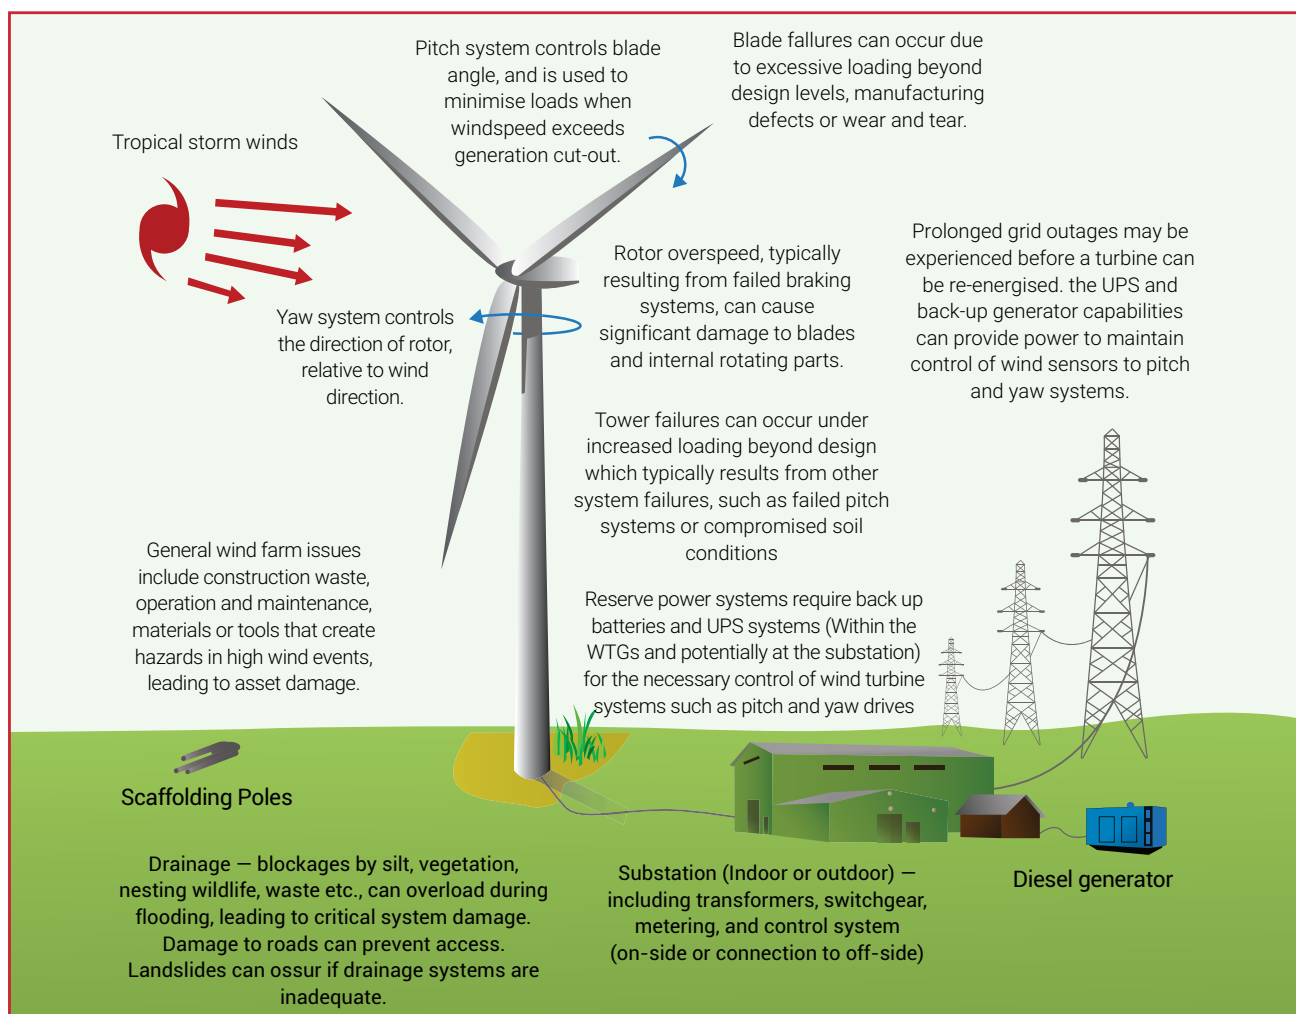 Pitch system controls blade
angle, and is used to
minimise loads when
windspeed exceeds
generation cut-out.
Blade fallures can occur due
to excessive loading beyond
design levels, manufacturing
defects or wear and tear.
Tropical storm winds
Rotor overspeed, typically
resulting from failed braking
systems, can cause
significant damage to blades
and internal rotating parts.
Prolonged grid outages may be
experienced before a turbine can
be re-energised. the UPS and
back-up generator capabilities
can provide power to maintain
control of wind sensors to pitch
and yaw systems.
Yaw system controls
the direction of rotor,
relative to wind
direction.
Tower failures can occur under
increased loading beyond design
which typically results from other
system failures, such as failed pitch
systems or compromised soil
conditions
General wind farm issues
include construction waste,
operation and maintenance,
materials or tools that create
hazards in high wind events,
leading to asset damage.
Reserve power systems require back up
batteries and UPS systems (Within the
WTGs and potentially at the substation)
for the necessary control of wind turbine
systems such as pitch and yaw drives
Scaffolding Poles
Drainage — blockages by silt, vegetation,
nesting wildlife, waste etc., can overload during
flooding, leading to critical system damage.
Damage to roads can prevent access.
Landslides can ossur if drainage systems are
inadequate.
Substation (Indoor or outdoor) —
including transformers, switchgear,
metering, and control system
(on-side or connection to off-side)
Diesel generator